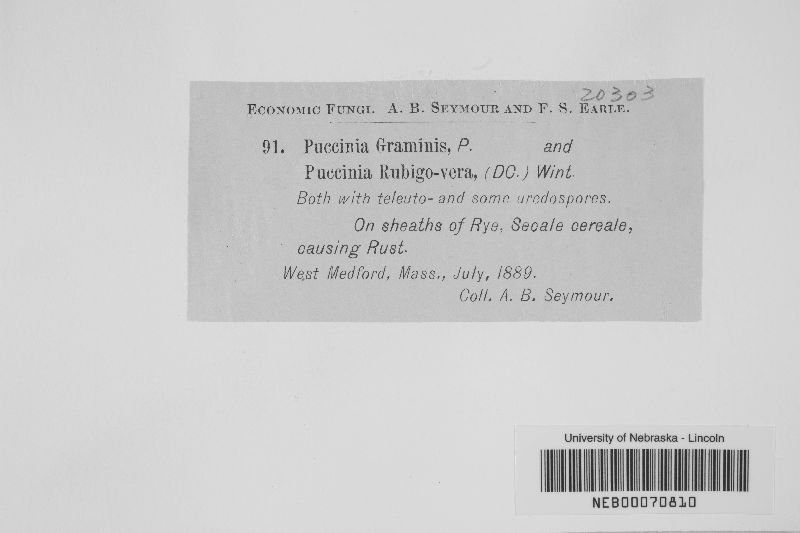 20303
Economic Fungi. A. B. Seymour and F. S. Earle.
91. Puccinia Graminis, P. and
Puccinia Rubigo-vera, (DC.) Wint.
Both with teleuto- and some uredospores.
On sheaths of Rye, Secale cereale,
causing Rust.
West Medford, Mass., July, 1889.
Coll. A. B. Seymour.
University of Nebraska - Lincoln
NEB00070810